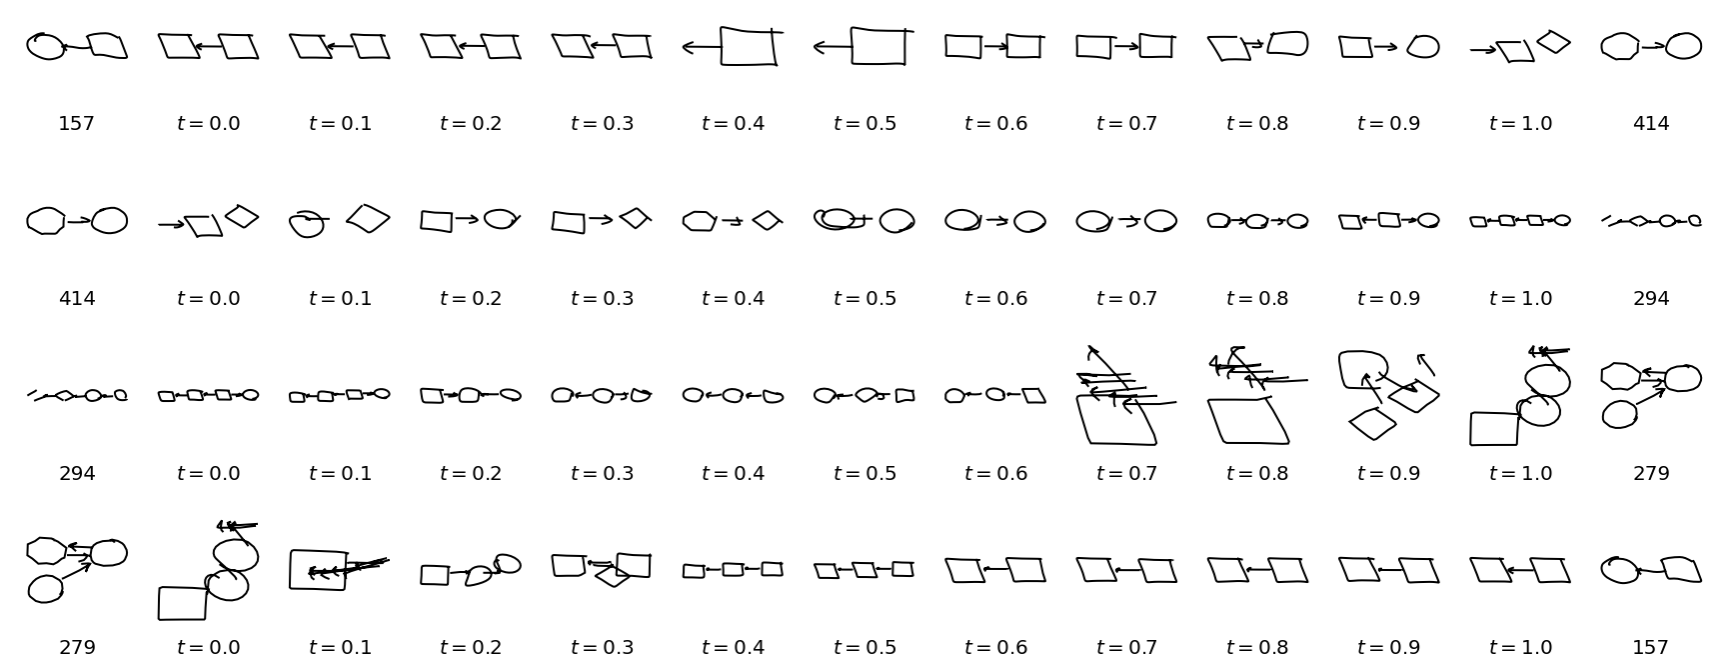 157 t = 0.0 t = 0.1 t = 0.2 t = 0.3 t = 0.4 t = 0.5 t = 0.6 t = 0.7 t = 0.8 t = 0.9 t = 1.0 414
414 t = 0.0 t = 0.1 t = 0.2 t = 0.3 t = 0.4 t = 0.5 t = 0.6 t = 0.7 t = 0.8 t = 0.9 t = 1.0 294
294 t = 0.0 t = 0.1 t = 0.2 t = 0.3 t = 0.4 t = 0.5 t = 0.6 t = 0.7 t = 0.8 t = 0.9 t = 1.0 279
279 t = 0.0 t = 0.1 t = 0.2 t = 0.3 t = 0.4 t = 0.5 t = 0.6 t = 0.7 t = 0.8 t = 0.9 t = 1.0 157